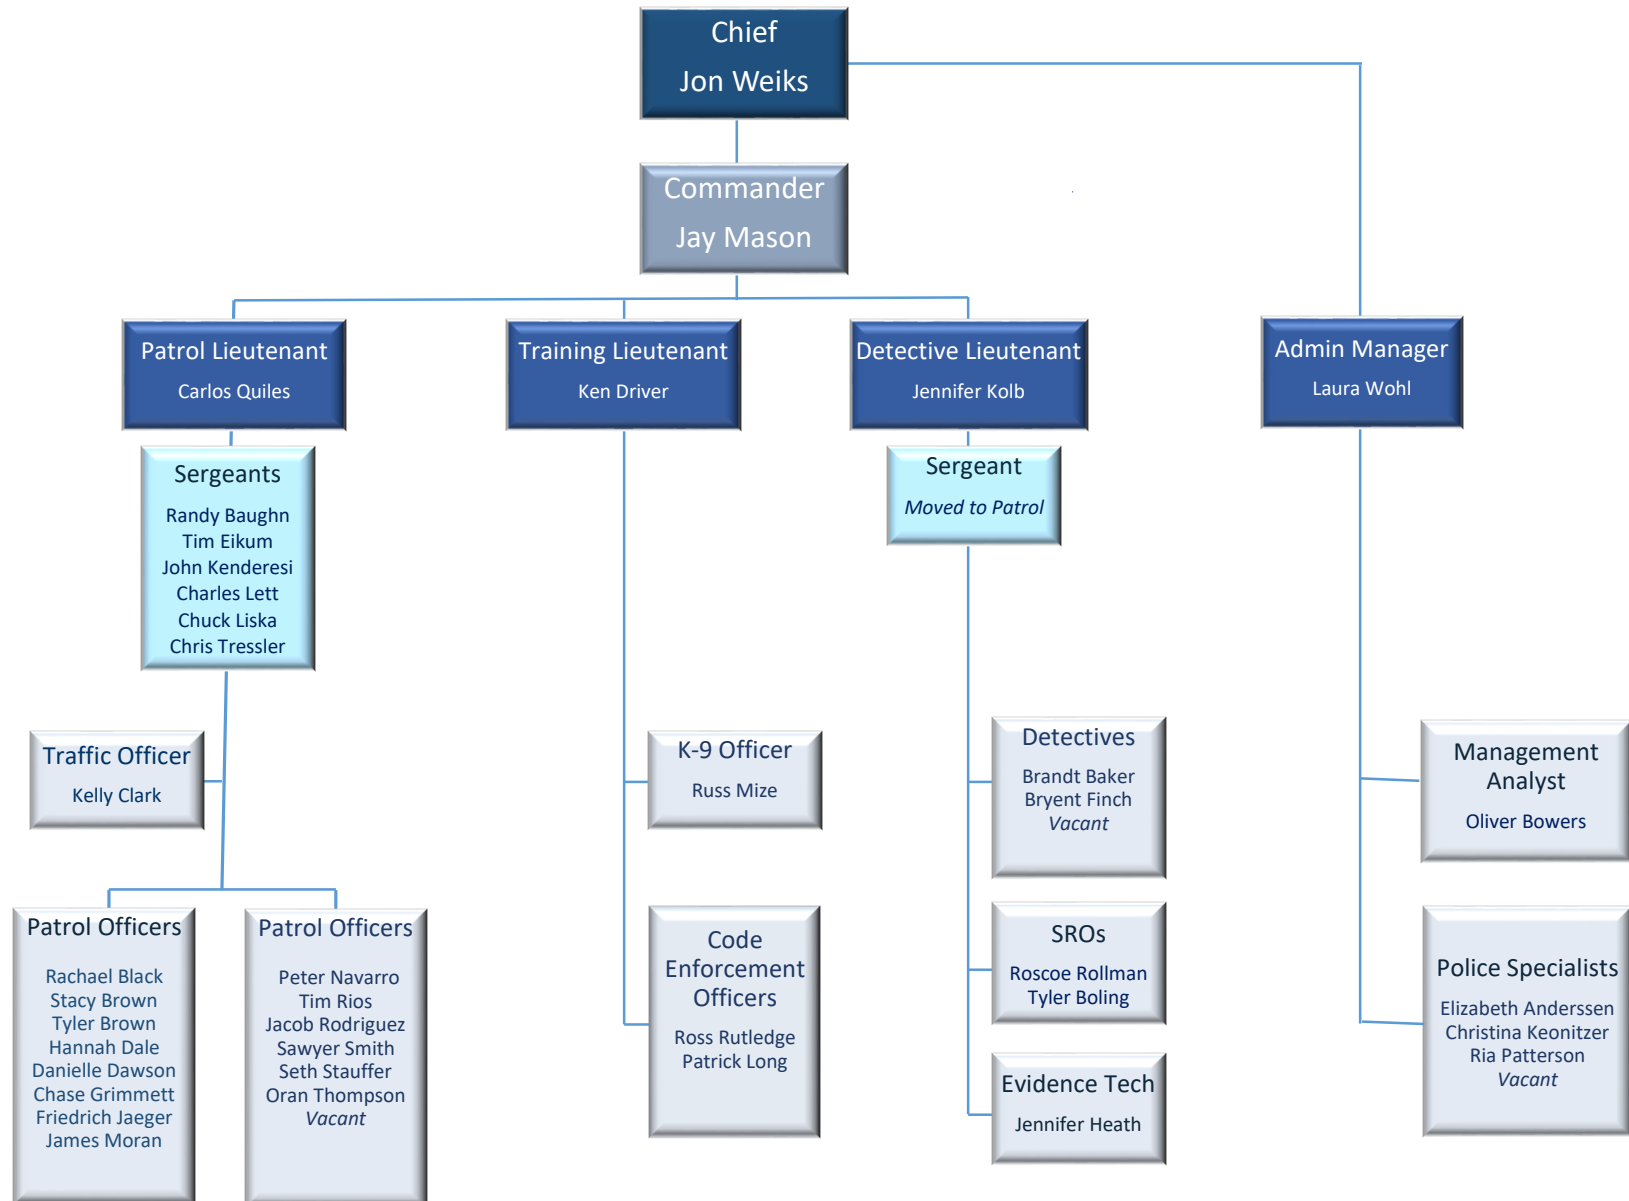 Chief
Jon Weiks
Commander
Jay Mason
Patrol Lieutenant
Carlos Quiles
Training Lieutenant
Ken Driver
Detective Lieutenant
Jennifer Kolb
Admin Manager
Laura Wohl
Sergeants
Randy Baughn
Tim Eikum
John Kenderesi
Charles Lett
Chuck Liska
Chris Tressler
Sergeant
Moved to Patrol
Traffic Officer
Kelly Clark
K-9 Officer
Russ Mize
Detectives
Brandt Baker
Bryent Finch
Vacant
Management
Analyst
Oliver Bowers
Patrol Officers
Rachael Black
Stacy Brown
Tyler Brown
Hannah Dale
Danielle Dawson
Chase Grimmett
Friedrich Jaeger
James Moran
Patrol Officers
Peter Navarro
Tim Rios
Jacob Rodriguez
Sawyer Smith
Seth Stauffer
Oran Thompson
Vacant
Code
Enforcement
Officers
Ross Rutledge
Patrick Long
SROs
Roscoe Rollman
Tyler Boling
Evidence Tech
Jennifer Heath
Police Specialists
Elizabeth Anderssen
Christina Keonitzer
Ria Patterson
Vacant